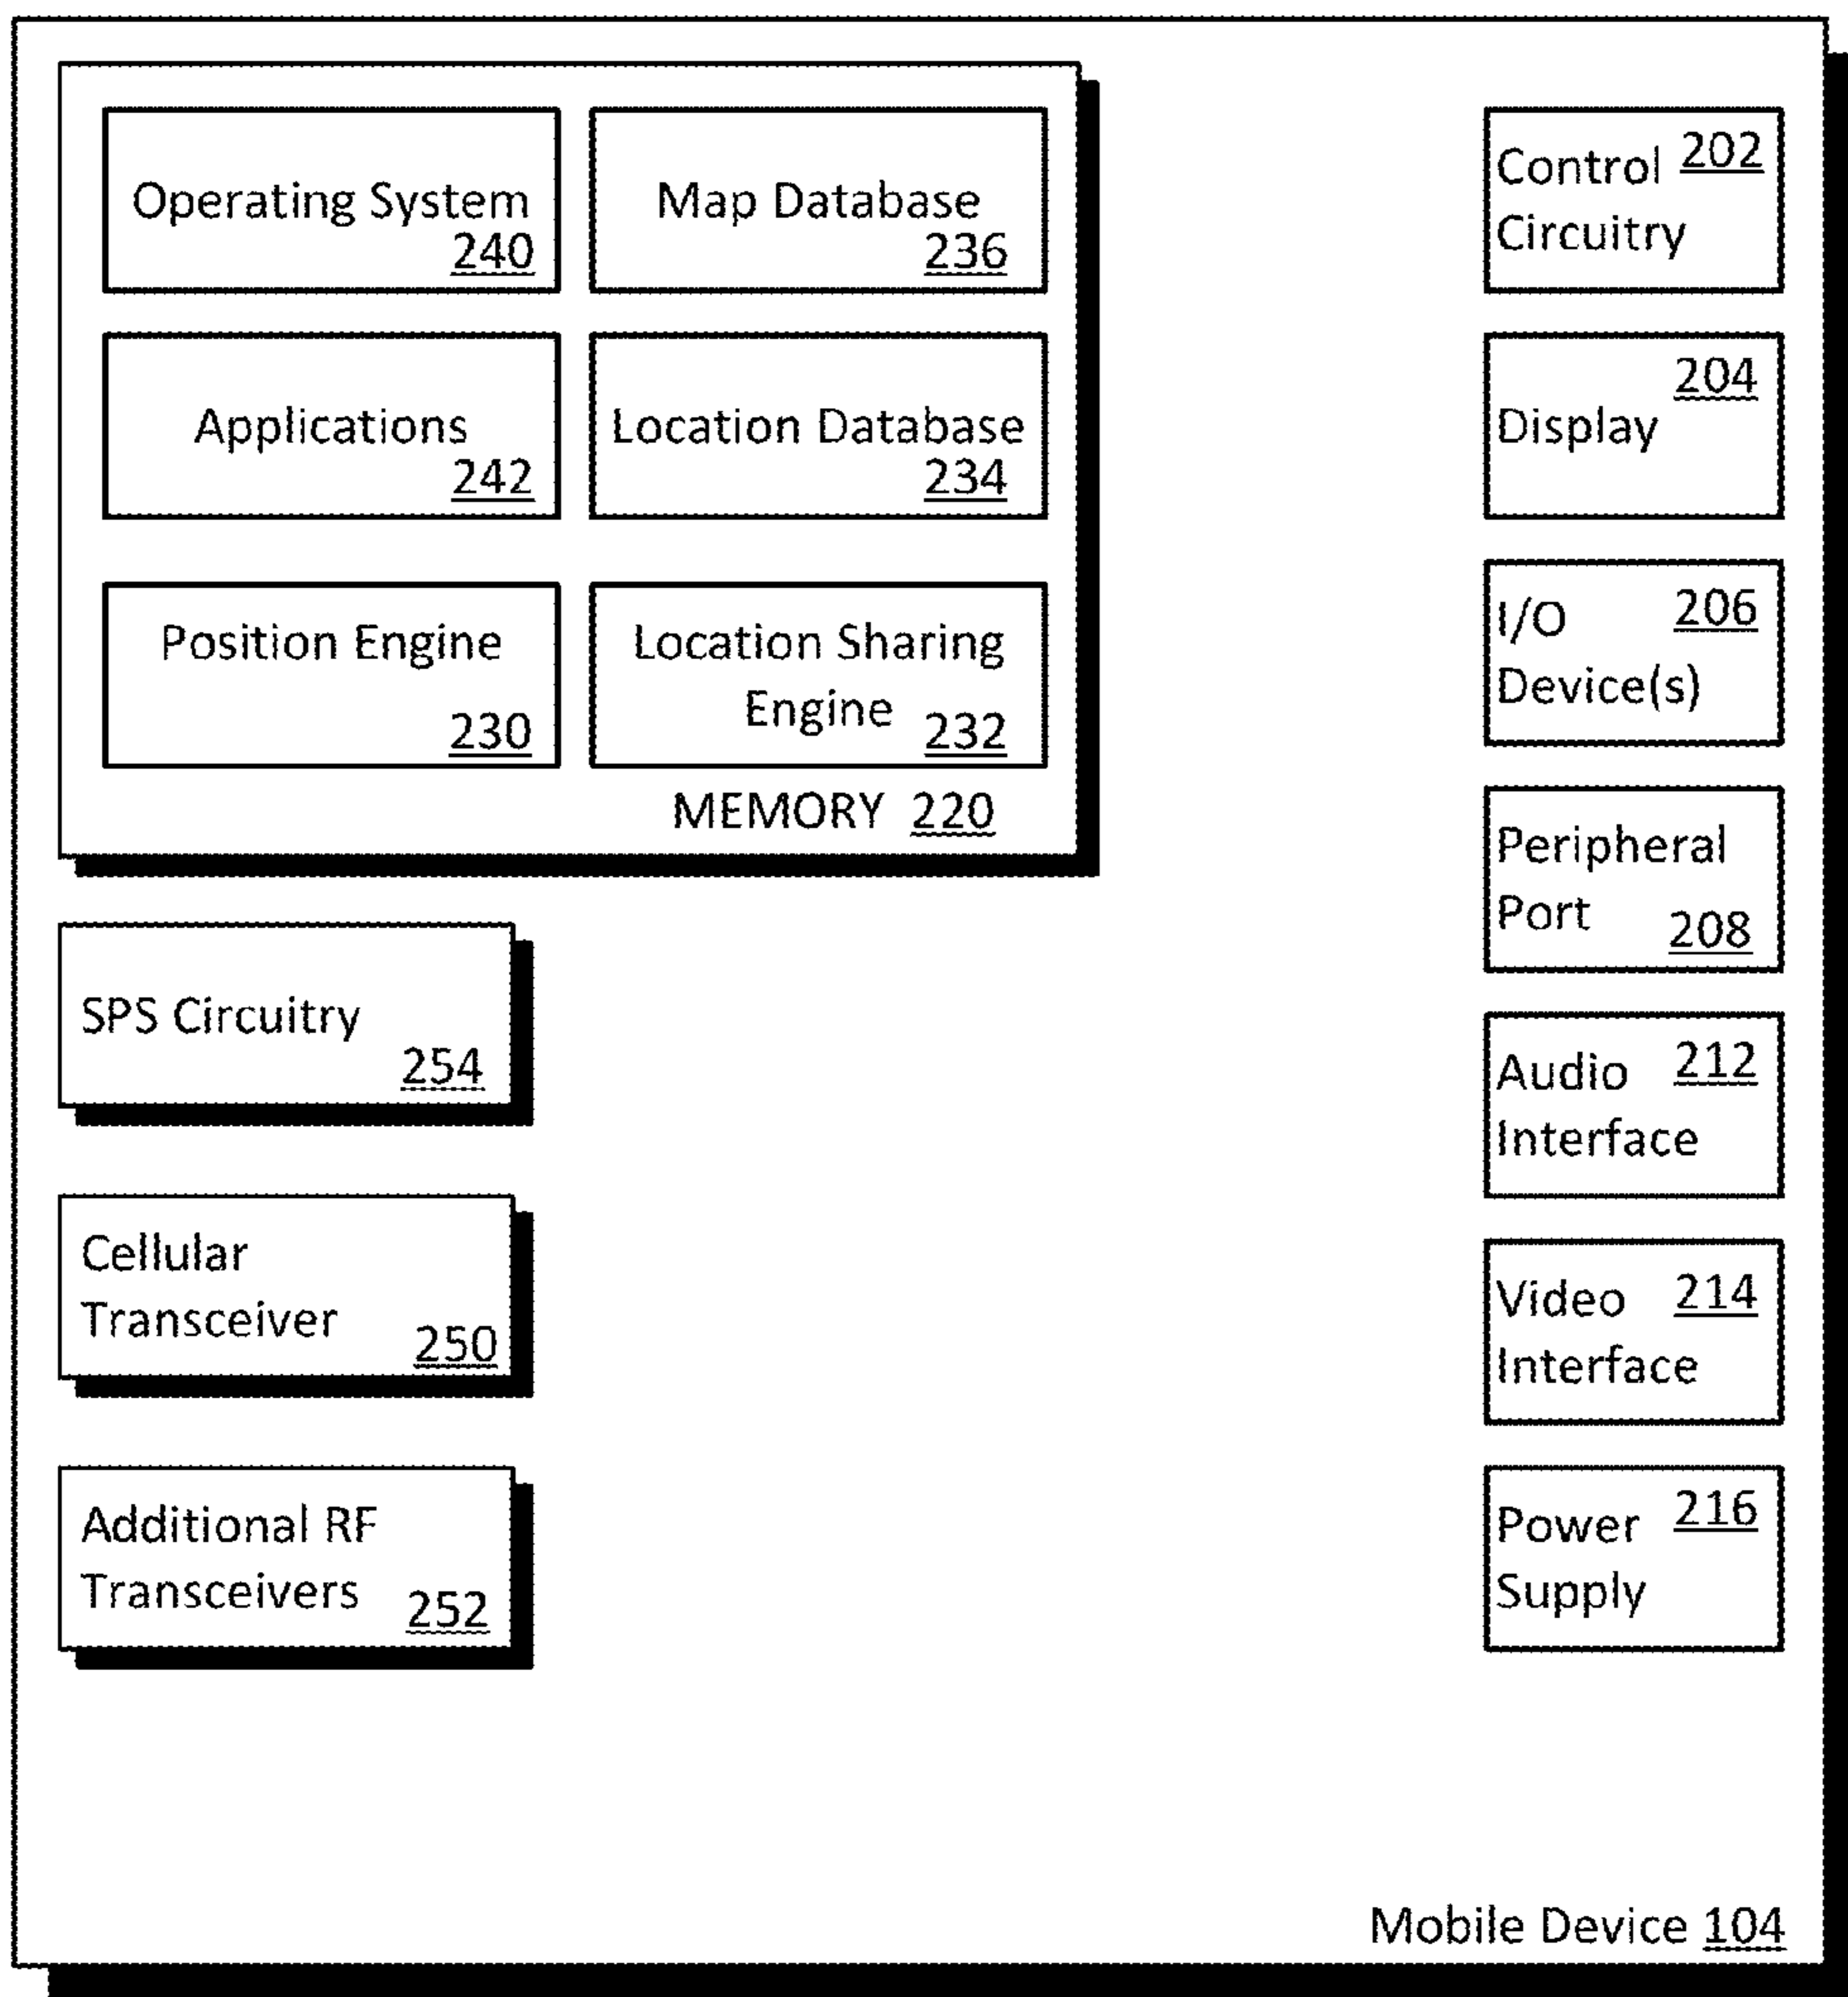 Operating System
240
Map Database
236
Applications
242
Location Database
234
Position Engine
230
Location Sharing
Engine 232
MEMORY 220
SPS Circuitry
254
Cellular
Transceiver
250
Additional RF
Transceivers
252
Control 202
Circuitry
Display
204
I/O 206
Device(s)
Peripheral
Port 208
Audio 212
Interface
Video 214
Interface
Power 216
Supply
Mobile Device 104